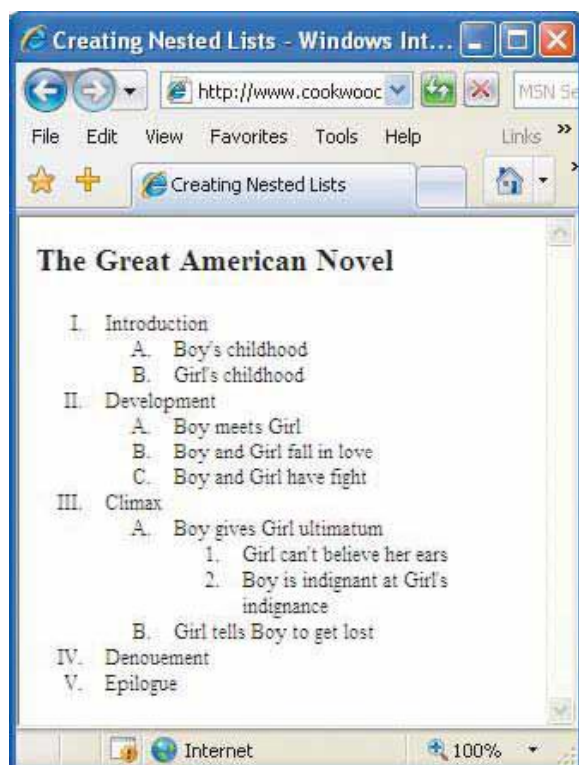 Creating Nested Lists - Windows Int...
http://www.cookwooc
MSN Se
File Edit View Favorites Tools Help Links »
Creating Nested Lists
The Great American Novel
I. Introduction
A. Boy's childhood
B. Girl's childhood
II. Development
A. Boy meets Girl
B. Boy and Girl fall in love
C. Boy and Girl have fight
III. Climax
A. Boy gives Girl ultimatum
1. Girl can't believe her ears
2. Boy is indignant at Girl's
indignance
B. Girl tells Boy to get lost
IV. Denouement
V. Epilogue
Internet 100%